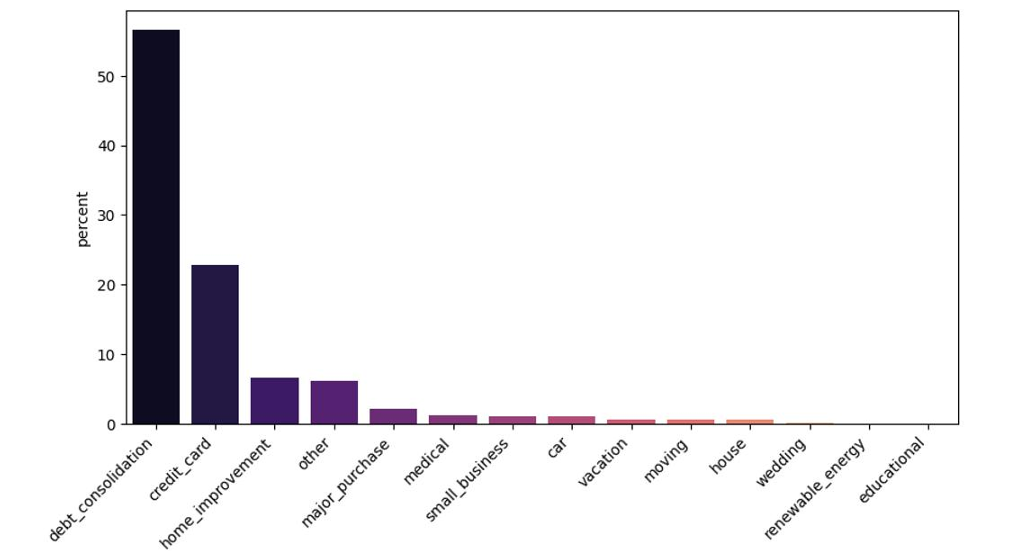 percent
50
40
30
20
10
0
debt_consolidation
credit_card
home_improvement
other
major_purchase
medical
small_business
car
vacation
moving
house
wedding
renewable_energy
educational